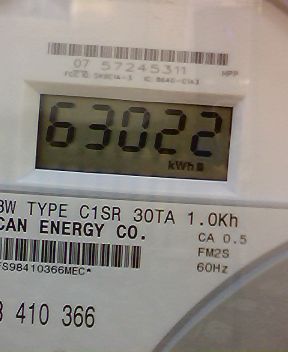 07 57245311
63022
kWh
3W TYPE C1SR 30TA 1.0Kh
CAN ENERGY CO.
CA 0.5
FM2S
FS98410366MEC*
60Hz
410 366